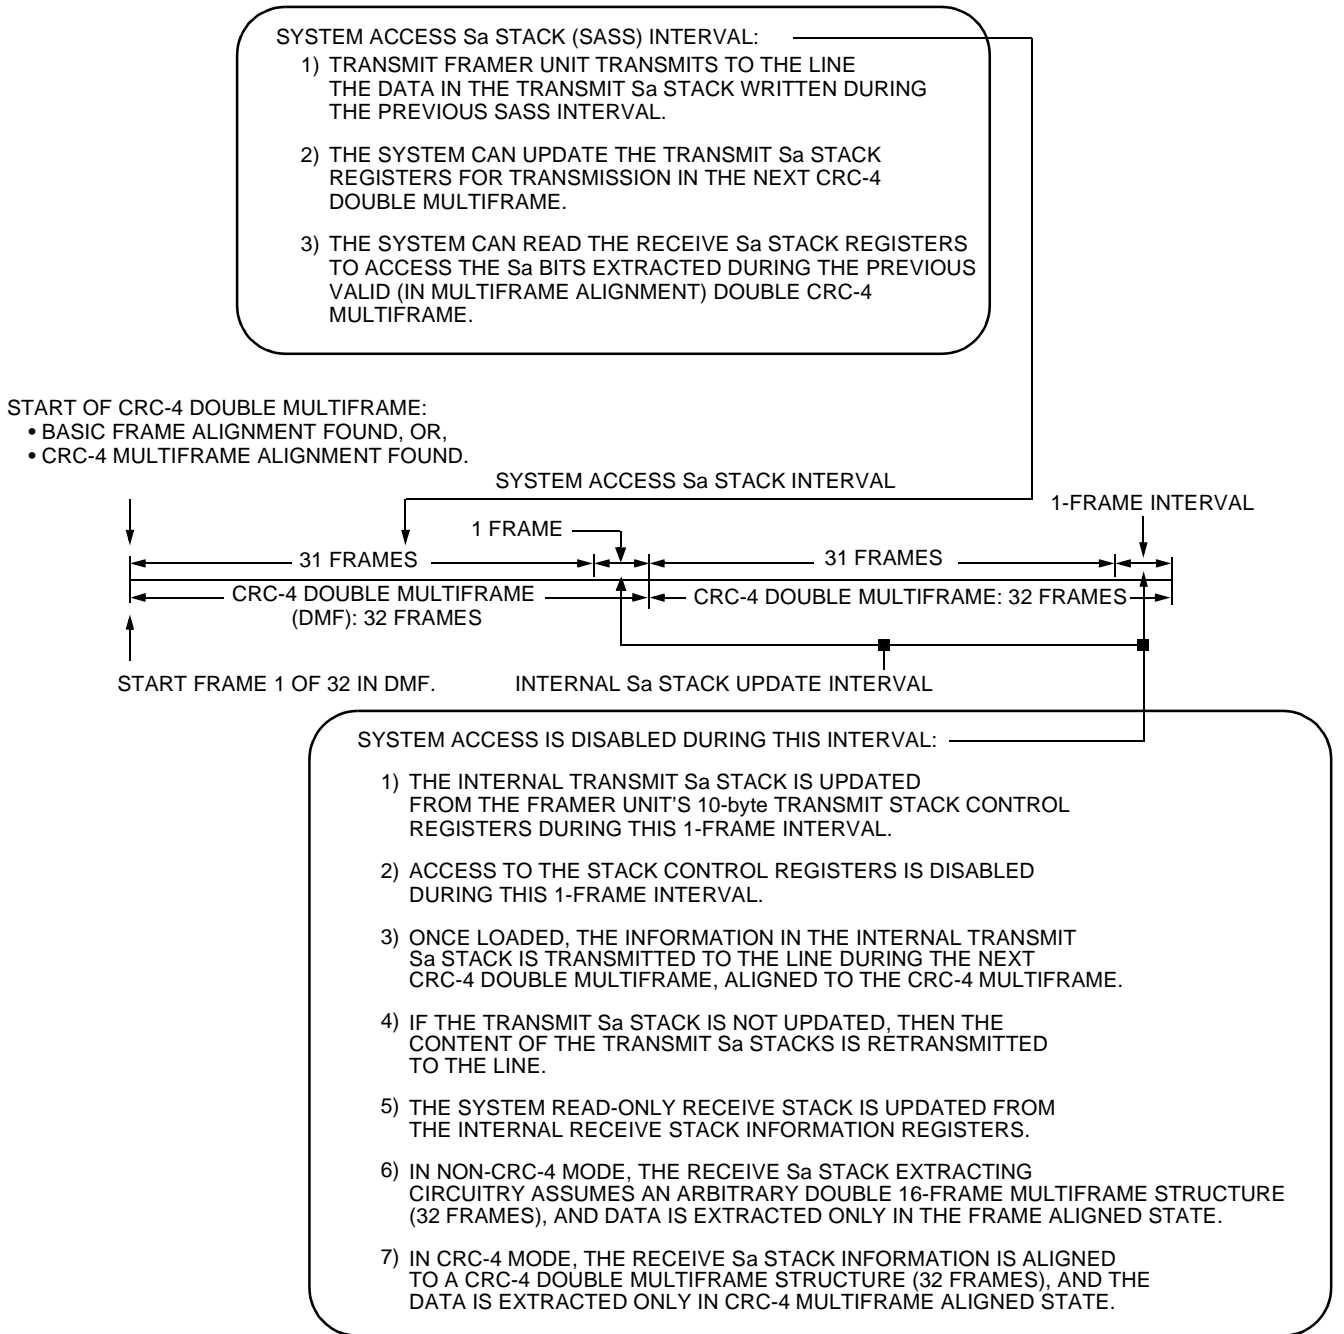 SYSTEM ACCESS Sa STACK (SASS) INTERVAL:
1) TRANSMIT FRAMER UNIT TRANSMITS TO THE LINE
THE DATA IN THE TRANSMIT Sa STACK WRITTEN DURING
THE PREVIOUS SASS INTERVAL.
2) THE SYSTEM CAN UPDATE THE TRANSMIT Sa STACK
REGISTERS FOR TRANSMISSION IN THE NEXT CRC-4
DOUBLE MULTIFRAME.
3) THE SYSTEM CAN READ THE RECEIVE Sa STACK REGISTERS
TO ACCESS THE Sa BITS EXTRACTED DURING THE PREVIOUS
VALID (IN MULTIFRAME ALIGNMENT) DOUBLE CRC-4
MULTIFRAME.
START OF CRC-4 DOUBLE MULTIFRAME:
• BASIC FRAME ALIGNMENT FOUND, OR,
• CRC-4 MULTIFRAME ALIGNMENT FOUND.
SYSTEM ACCESS Sa STACK INTERVAL
1-FRAME INTERVAL
1 FRAME
31 FRAMES
31 FRAMES
CRC-4 DOUBLE MULTIFRAME
(DMF): 32 FRAMES
CRC-4 DOUBLE MULTIFRAME: 32 FRAMES
START FRAME 1 OF 32 IN DMF.
INTERNAL Sa STACK UPDATE INTERVAL
SYSTEM ACCESS IS DISABLED DURING THIS INTERVAL:
1) THE INTERNAL TRANSMIT Sa STACK IS UPDATED
FROM THE FRAMER UNIT’S 10-byte TRANSMIT STACK CONTROL
REGISTERS DURING THIS 1-FRAME INTERVAL.
2) ACCESS TO THE STACK CONTROL REGISTERS IS DISABLED
DURING THIS 1-FRAME INTERVAL.
3) ONCE LOADED, THE INFORMATION IN THE INTERNAL TRANSMIT
Sa STACK IS TRANSMITTED TO THE LINE DURING THE NEXT
CRC-4 DOUBLE MULTIFRAME, ALIGNED TO THE CRC-4 MULTIFRAME.
4) IF THE TRANSMIT Sa STACK IS NOT UPDATED, THEN THE
CONTENT OF THE TRANSMIT Sa STACKS IS RETRANSMITTED
TO THE LINE.
5) THE SYSTEM READ-ONLY RECEIVE STACK IS UPDATED FROM
THE INTERNAL RECEIVE STACK INFORMATION REGISTERS.
6) IN NON-CRC-4 MODE, THE RECEIVE Sa STACK EXTRACTING
CIRCUITRY ASSUMES AN ARBITRARY DOUBLE 16-FRAME MULTIFRAME STRUCTURE
(32 FRAMES), AND DATA IS EXTRACTED ONLY IN THE FRAME ALIGNED STATE.
7) IN CRC-4 MODE, THE RECEIVE Sa STACK INFORMATION IS ALIGNED
TO A CRC-4 DOUBLE MULTIFRAME STRUCTURE (32 FRAMES), AND THE
DATA IS EXTRACTED ONLY IN CRC-4 MULTIFRAME ALIGNED STATE.